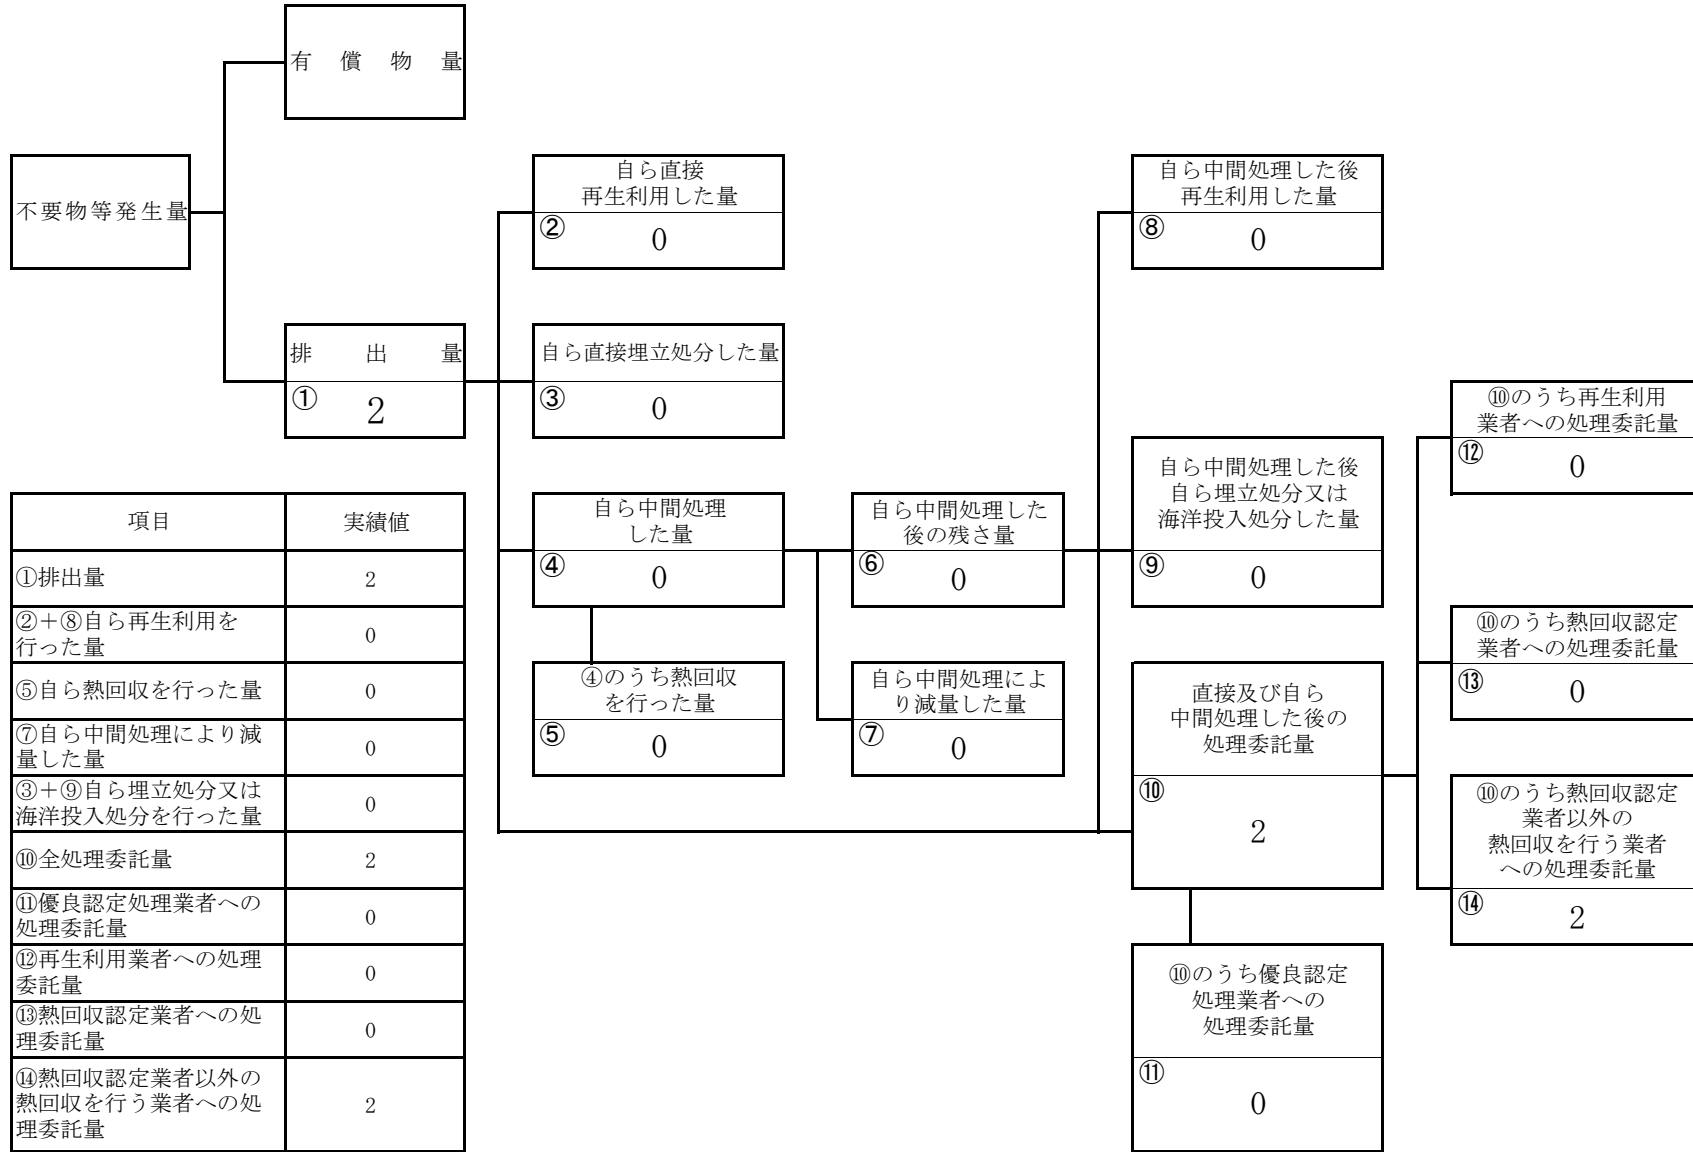 有償物量
不要物等発生量
排出量
①
2
自ら直接
再生利用した量
②
0
自ら直接埋立処分した量
③
0
自ら中間処理
した量
④
0
④のうち熱回収
を行った量
⑤
0
自ら中間処理した
後の残さ量
⑥
0
自ら中間処理によ
り減量した量
⑦
0
自ら中間処理した後
再生利用した量
⑧
0
自ら中間処理した後
自ら埋立処分又は
海洋投入処分した量
⑨
0
直接及び自ら
中間処理した後の
処理委託量
⑩
2
⑩のうち優良認定
処理業者への
処理委託量
⑪
0
⑩のうち再生利用
業者への処理委託量
⑫
0
⑩のうち熱回収認定
業者への処理委託量
⑬
0
⑩のうち熱回収認定
業者以外の
熱回収を行う業者
への処理委託量
⑭
2
項目 実績値
①排出量 2
②+⑧自ら再生利用を
行った量 0
⑤自ら熱回収を行った量 0
⑦自ら中間処理により減
量した量 0
③+⑨自ら埋立処分又は
海洋投入処分を行った量 0
⑩全処理委託量 2
⑪優良認定処理業者への
処理委託量 0
⑫再生利用業者への処理
委託量 0
⑬熱回収認定業者への処
理委託量 0
⑭熱回収認定業者以外の
熱回収を行う業者への処
理委託量 2